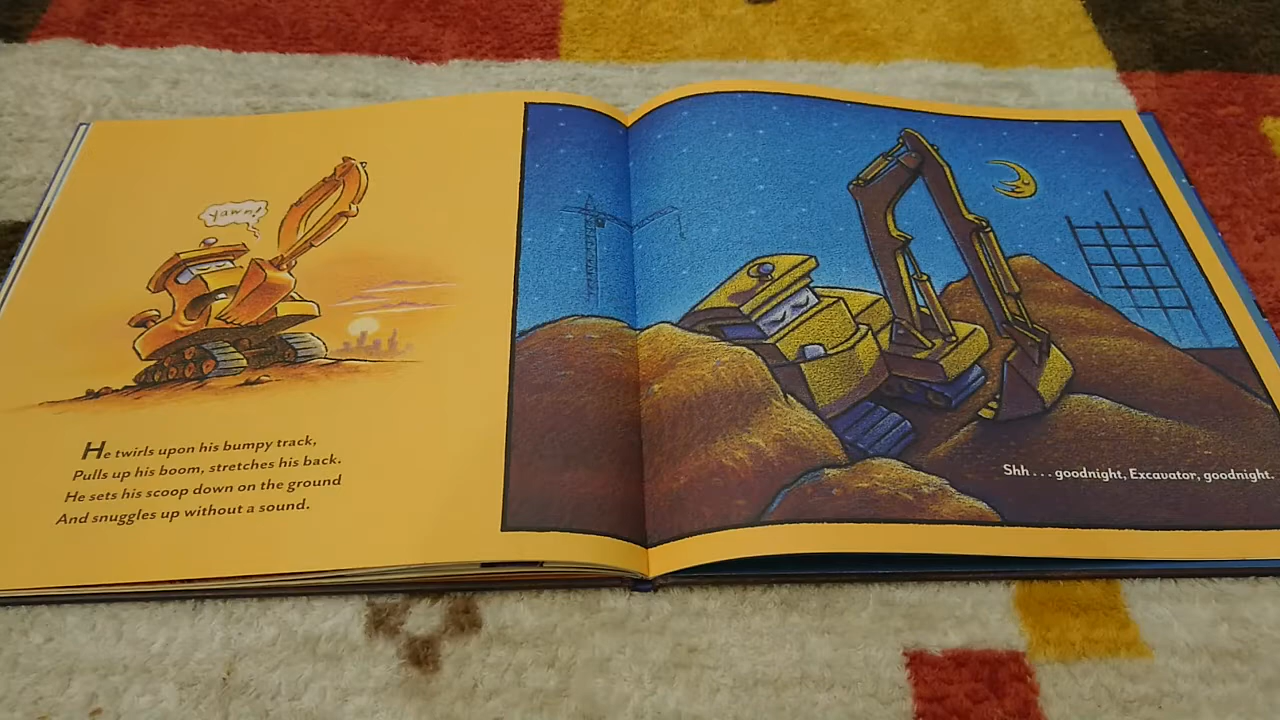 Yawn!
He twirls upon his bumpy track,
Pulls up his boom, stretches his back.
He sets his scoop down on the ground
And snuggles up without a sound.
Shh . . . goodnight, Excavator, goodnight.